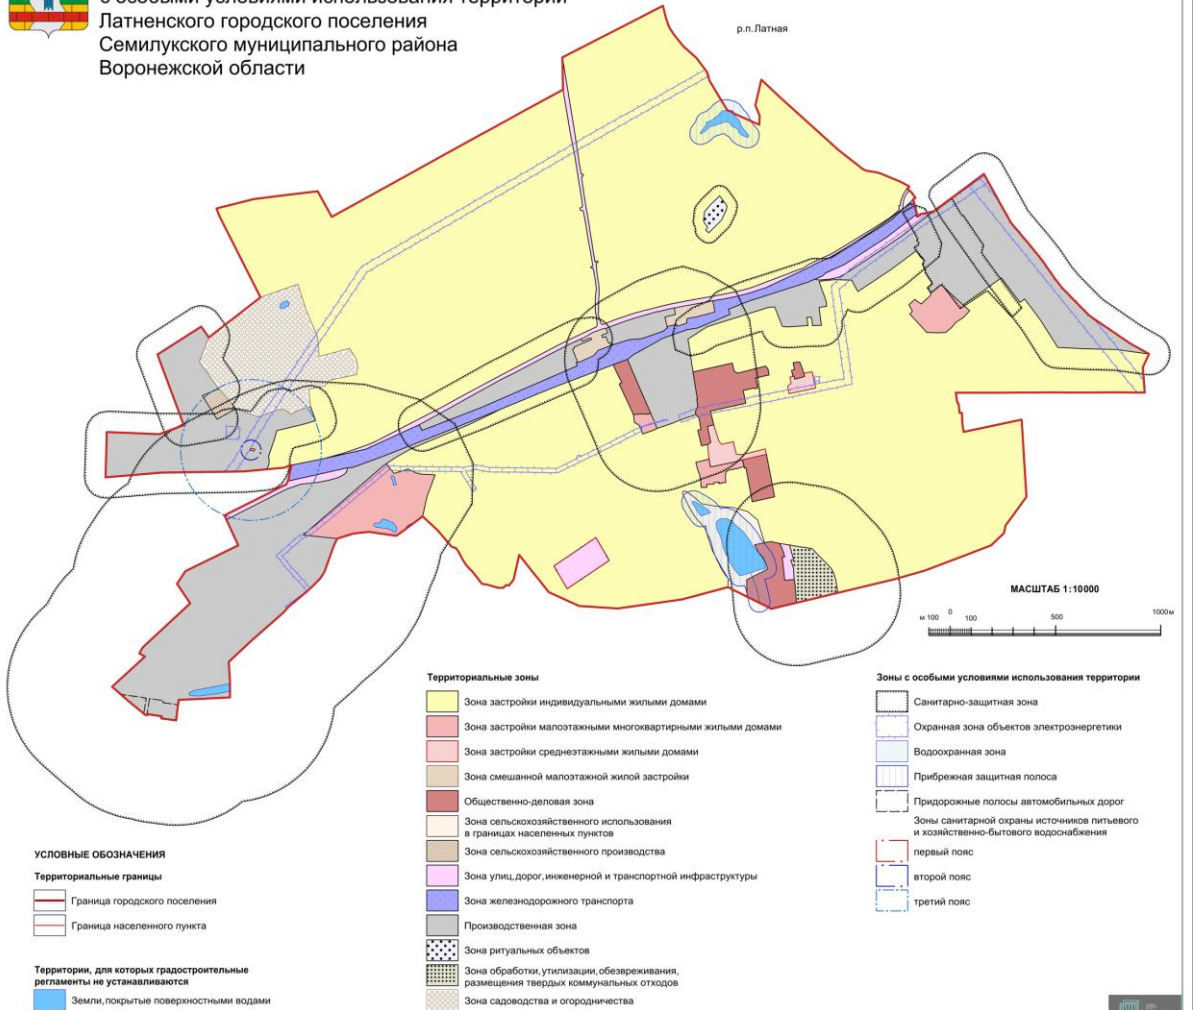 с особыми условиями использования территории
Латненского городского поселения
Семилукского муниципального района
Воронежской области
р.п.Латная
МАСШТАБ 1:10000
м 100 0 100 500 1000м
Территориальные зоны
Зона застройки индивидуальными жилыми домами
Зона застройки малоэтажными многоквартирными жилыми домами
Зона застройки среднеэтажными жилыми домами
Зона смешанной малоэтажной жилой застройки
Общественно-деловая зона
Зона сельскохозяйственного использования
в границах населенных пунктов
Зона сельскохозяйственного производства
Зона улиц,дорог,инженерной и транспортной инфраструктуры
Зона железнодорожного транспорта
Производственная зона
Зона ритуальных объектов
Зона обработки,утилизации,обезвреживания,
размещения твердых коммунальных отходов
Зона садоводства и огородничества
Зоны с особыми условиями использования территории
Санитарно-защитная зона
Охранная зона объектов электроэнергетики
Водоохранная зона
Прибрежная защитная полоса
Придорожные полосы автомобильных дорог
Зоны санитарной охраны источников питьевого
и хозяйственно-бытового водоснабжения
первый пояс
второй пояс
третий пояс
УСЛОВНЫЕ ОБОЗНАЧЕНИЯ
Территориальные границы
Граница городского поселения
Граница населенного пункта
Территории, для которых градостроительные
регламенты не устанавливаются
Земли,покрытые поверхностными водами